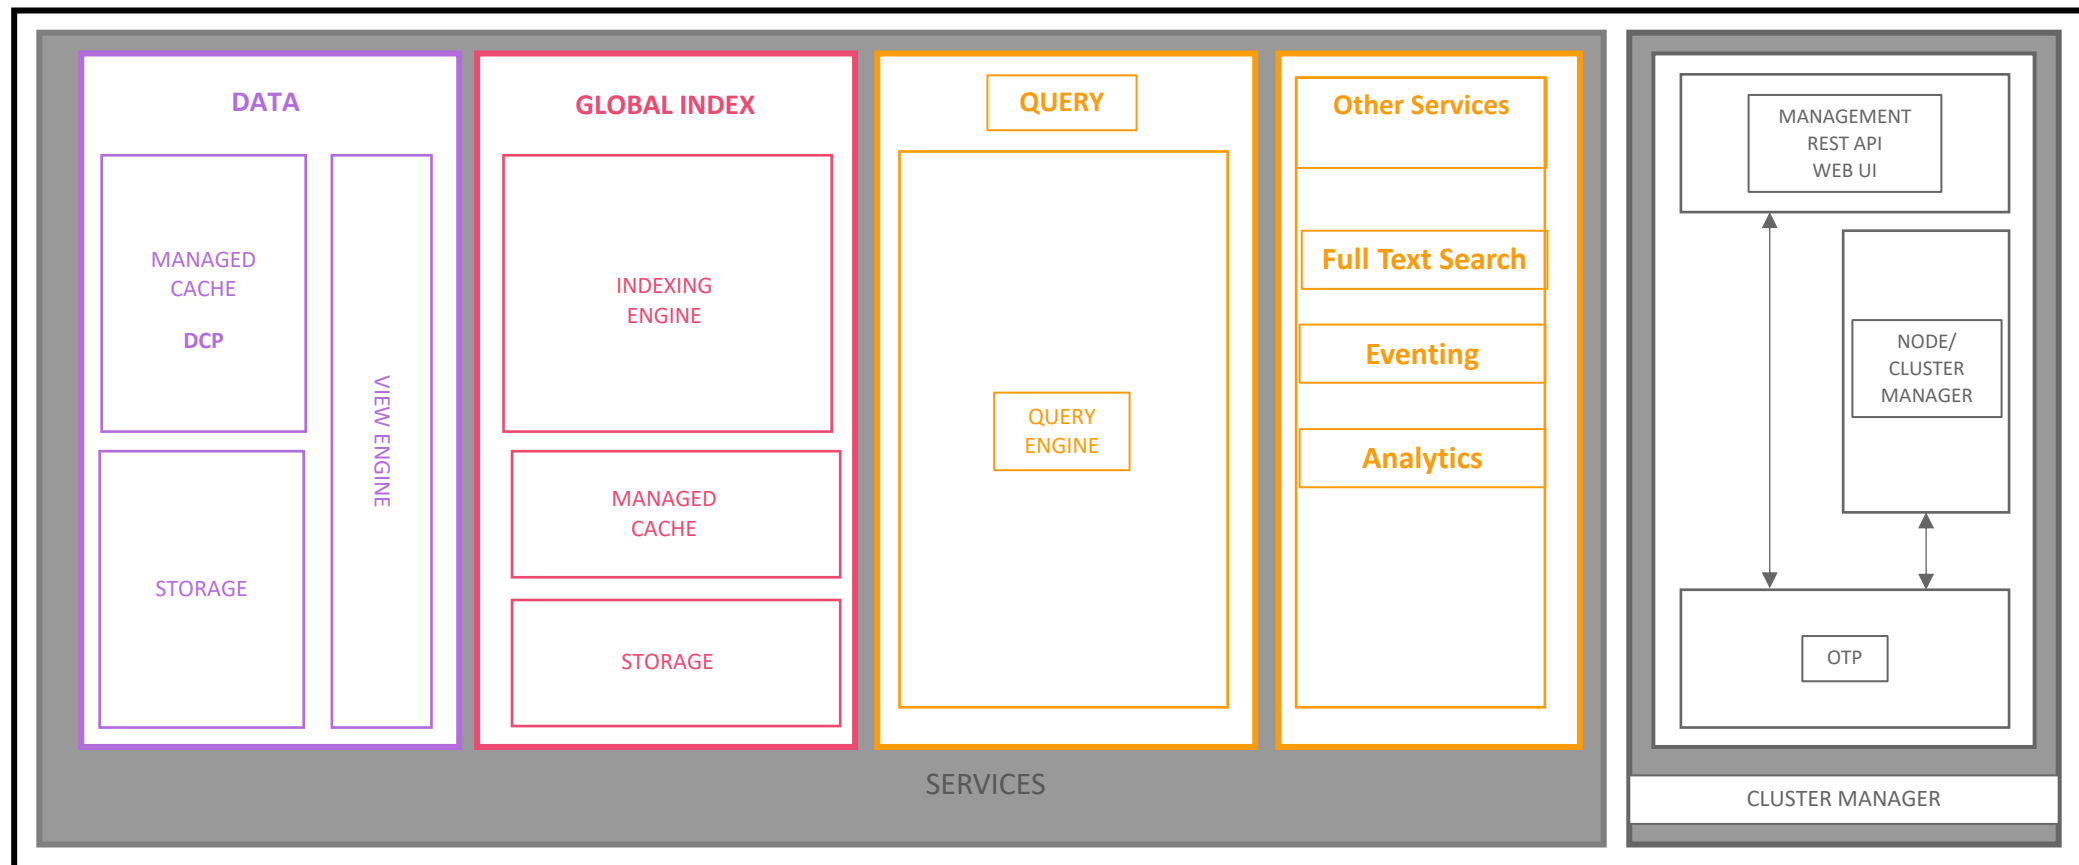 DATA
MANAGED
CACHE
DCP
VIEW ENGINE
STORAGE
GLOBAL INDEX
INDEXING
ENGINE
MANAGED
CACHE
STORAGE
QUERY
QUERY
ENGINE
Other Services
Full Text Search
Eventing
Analytics
SERVICES
MANAGEMENT
REST API
WEB UI
NODE/
CLUSTER
MANAGER
OTP
CLUSTER MANAGER